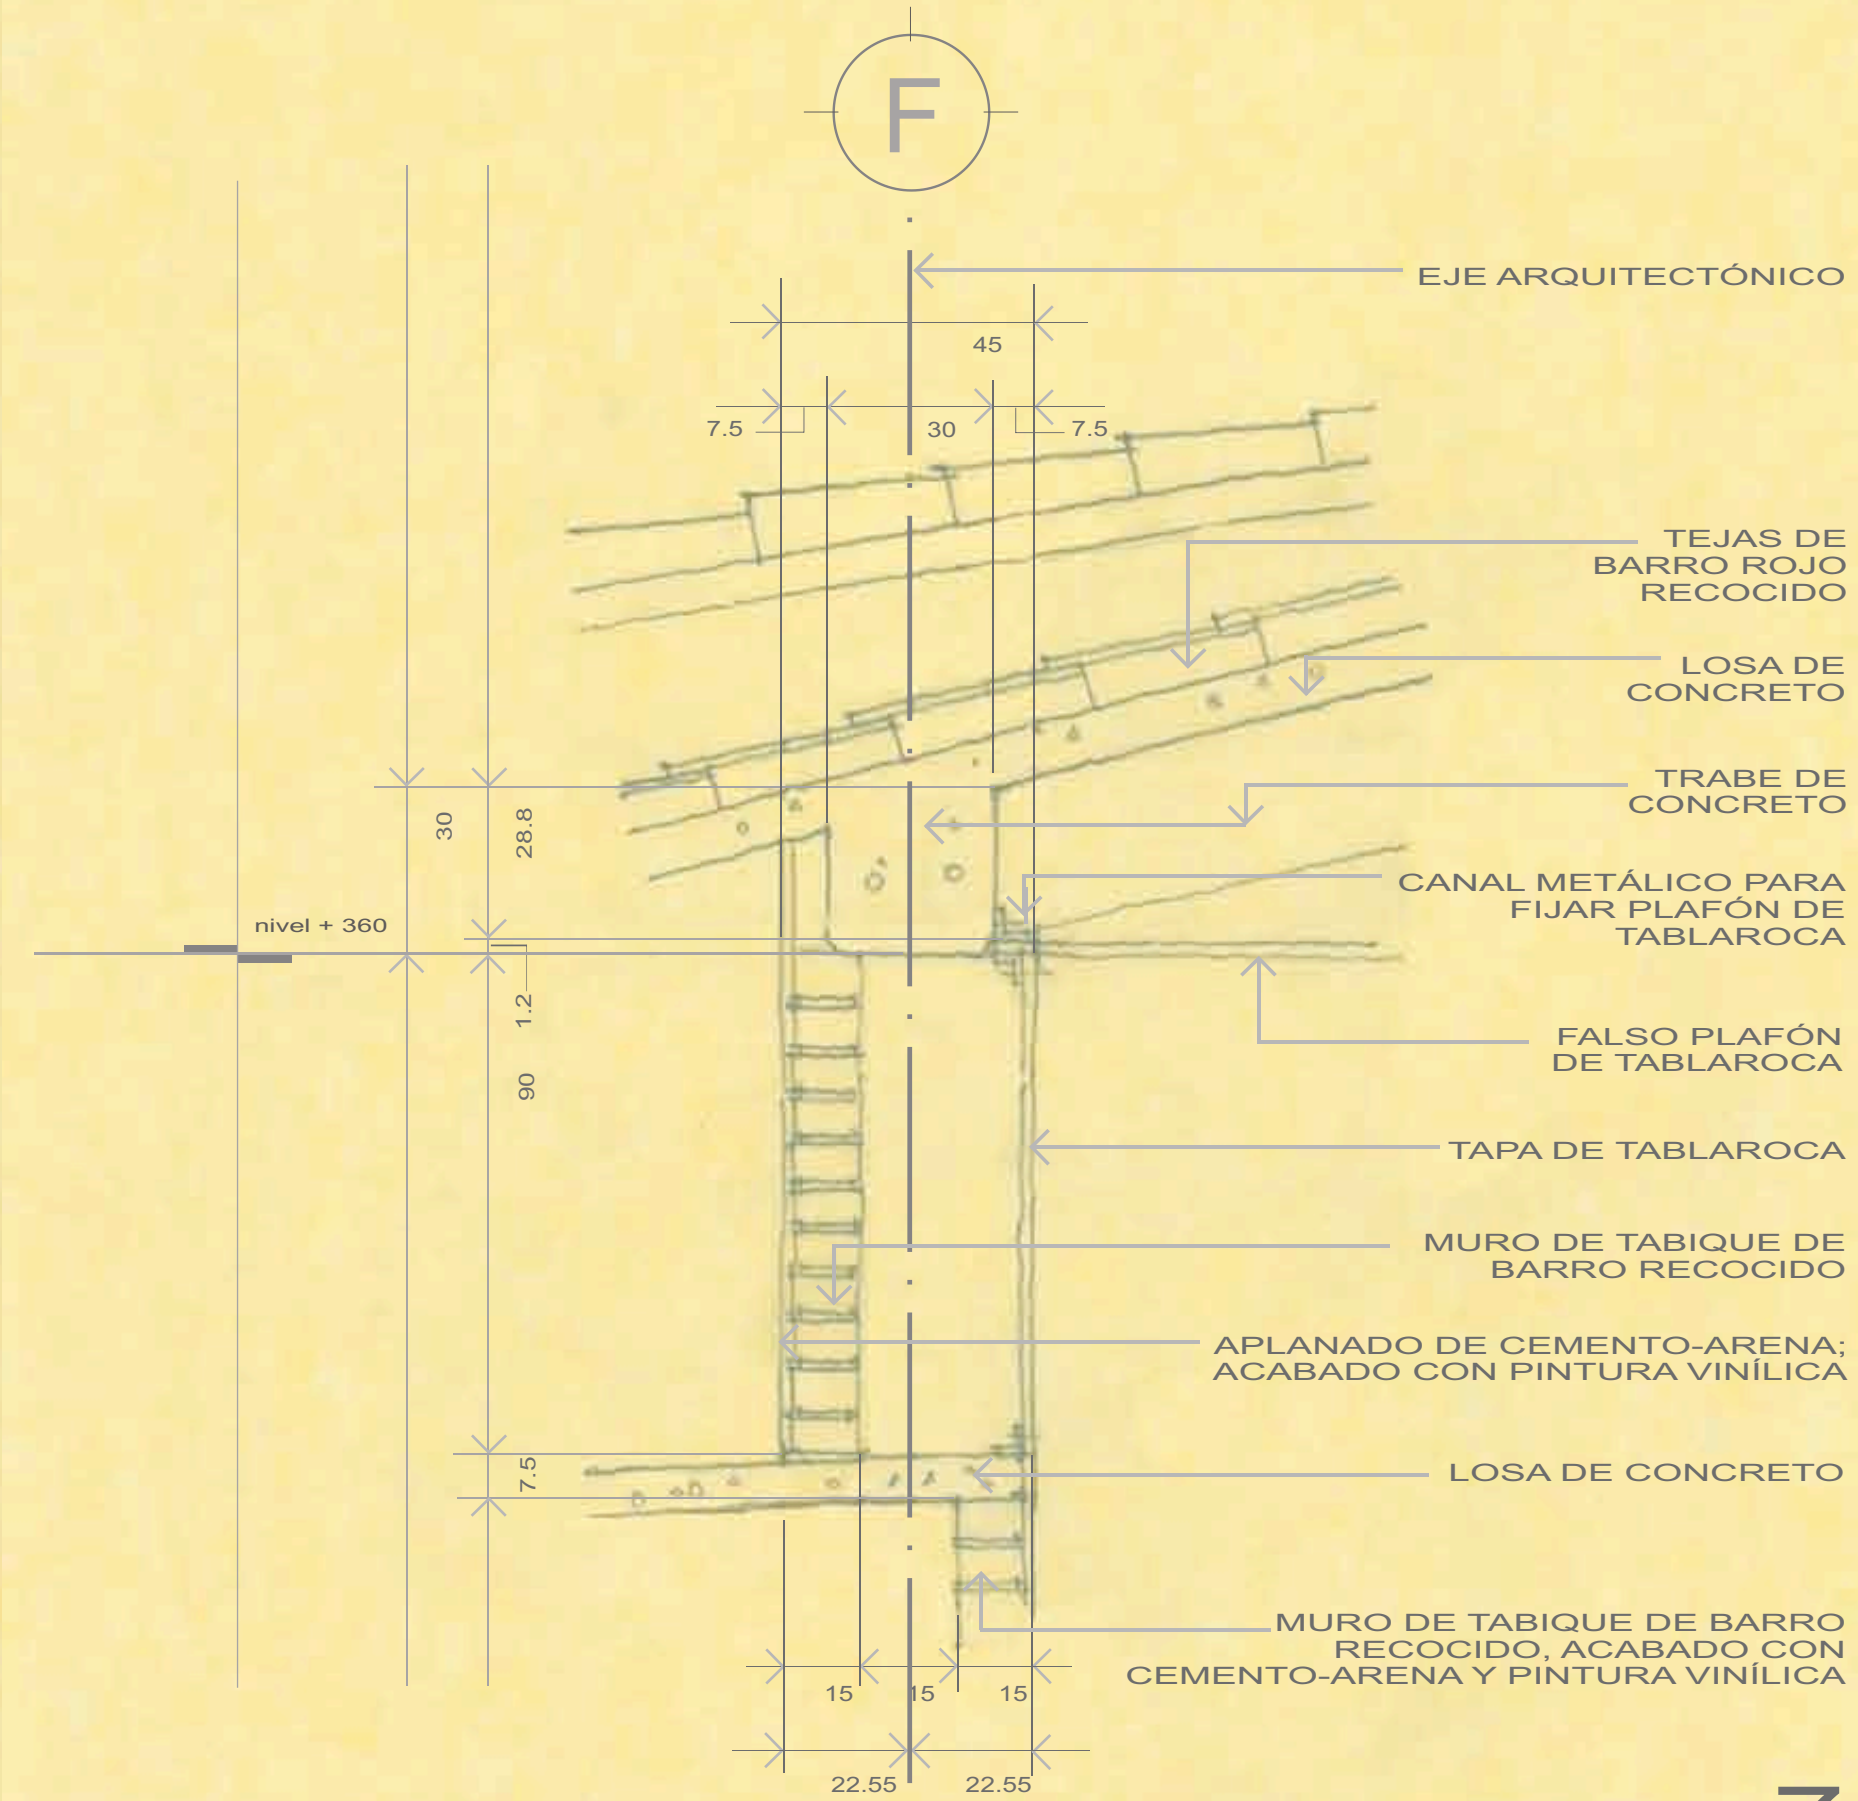 F
EJE ARQUITECTÓNICO
45
7.5
30
7.5
TEJAS DE
BARRO ROJO
RECOCIDO
LOSA DE
CONCRETO
TRABE DE
CONCRETO
30
28.8
CANAL METÁLICO PARA
FIJAR PLAFÓN DE
TABLAROCA
nivel + 360
1.2
FALSO PLAFÓN
DE TABLAROCA
90
TAPA DE TABLAROCA
MURO DE TABIQUE DE
BARRO RECOCIDO
APLANADO DE CEMENTO-ARENA;
ACABADO CON PINTURA VINÍLICA
7.5
LOSA DE CONCRETO
MURO DE TABIQUE DE BARRO
RECOCIDO, ACABADO CON
CEMENTO-ARENA Y PINTURA VINÍLICA
15
15
15
22.55
22.55